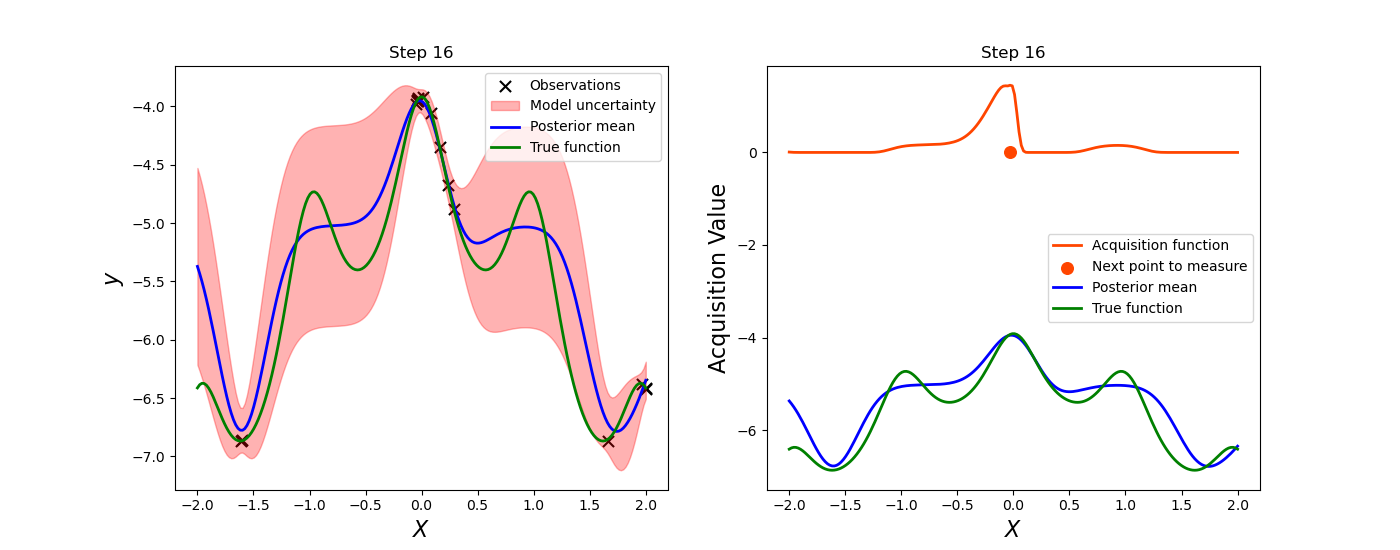 Step 16
−4.0
−4.5
−5.0
−5.5
−6.0
−6.5
−7.0
y
−2.0 −1.5 −1.0 −0.5 0.0 0.5 1.0 1.5 2.0
X
Observations
Model uncertainty
Posterior mean
True function
Step 16
0
−2
−4
−6
Acquisition Value
−2.0 −1.5 −1.0 −0.5 0.0 0.5 1.0 1.5 2.0
X
Acquisition function
Next point to measure
Posterior mean
True function